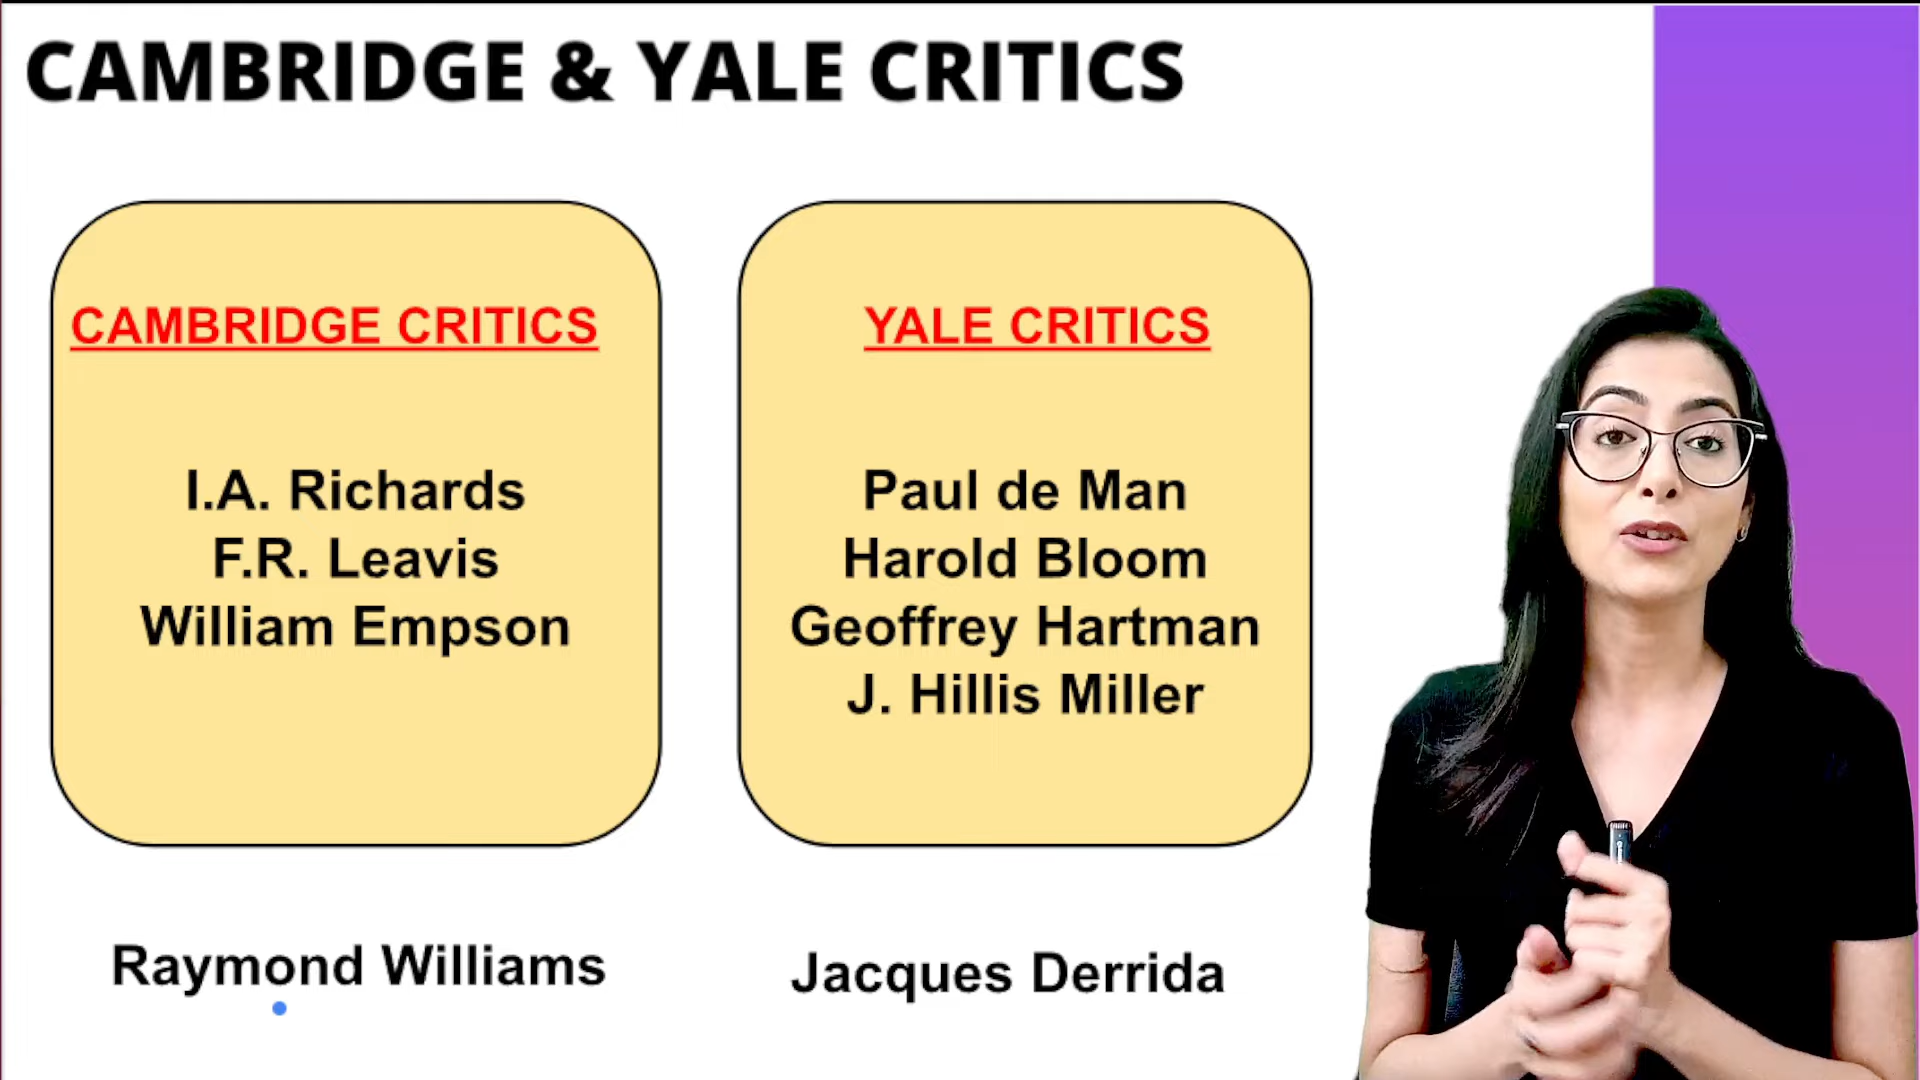 CAMBRIDGE & YALE CRITICS
CAMBRIDGE CRITICS
I.A. Richards
F.R. Leavis
William Empson
YALE CRITICS
Paul de Man
Harold Bloom
Geoffrey Hartman
J. Hillis Miller
Raymond Williams
Jacques Derrida